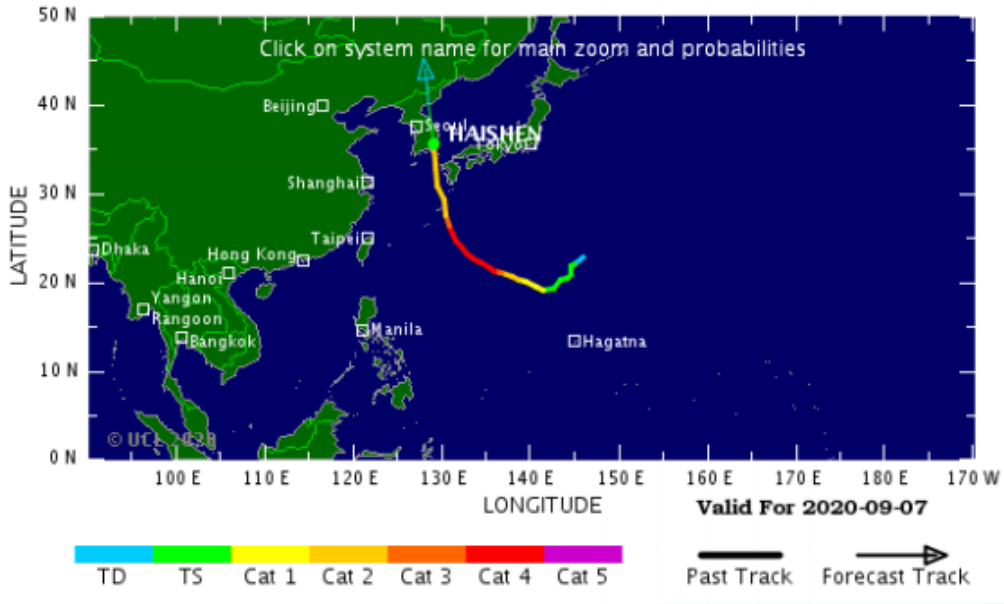 50 N
Click on system name for main zoom and probabilities
40 N
Beijing
Seoul
HAISHEN
Tokyo
LATITUDE
30 N
Shanghai
Taipei
Dhaka
Hong Kong
20 N
Hanoi
Yangon
Rangoon
Manila
Bangkok
Hagatna
10 N
© UCL 2020
0 N
100 E 110 E 120 E 130 E 140 E 150 E 160 E 170 E 170 W
LONGITUDE
Valid For 2020-09-07
TD TS Cat 1 Cat 2 Cat 3 Cat 4 Cat 5
Past Track Forecast Track